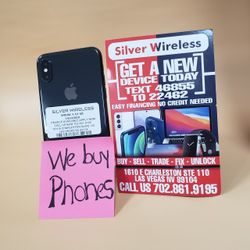 SILVER WIRELESS
We buy
Phones
Silver Wireless
GET A NEW
DEVICE TODAY
TEXT 46855
TO 22462
EASY FINANCING NO CREDIT NEEDED
BUY - SELL - TRADE - FIX - UNLOCK
1610 E CHARLESTON STE 110
LAS VEGAS NV 89104
CALL US 702.861.9195